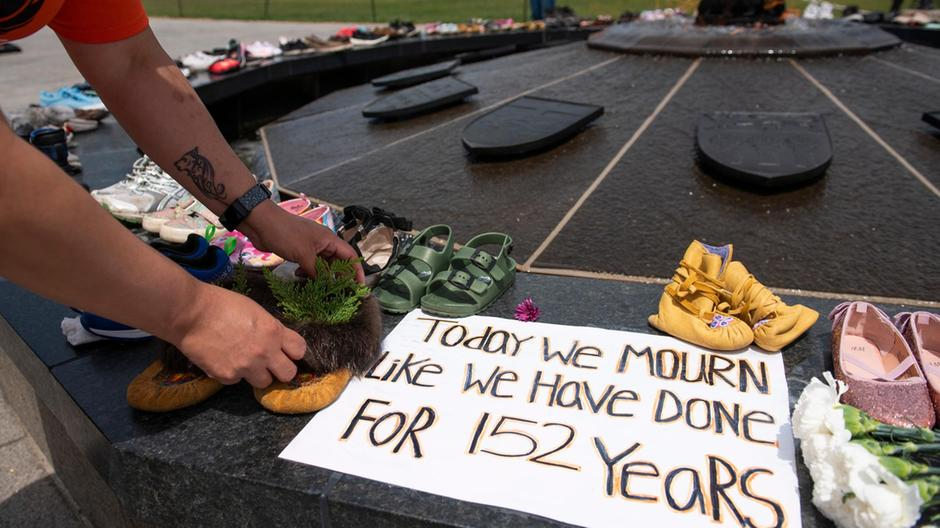 Today We MOURN
Like We Have Done
FOR 152 Years
H&M